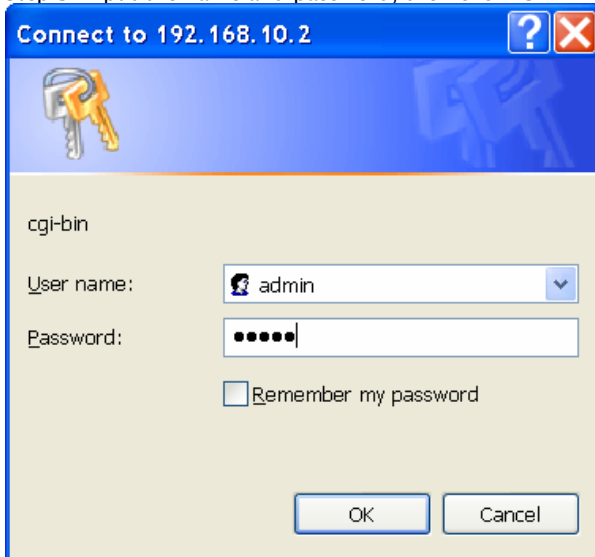 Connect to 192.168.10.2
cgi-bin
User name:
admin
Password:
●●●●●
Remember my password
OK
Cancel